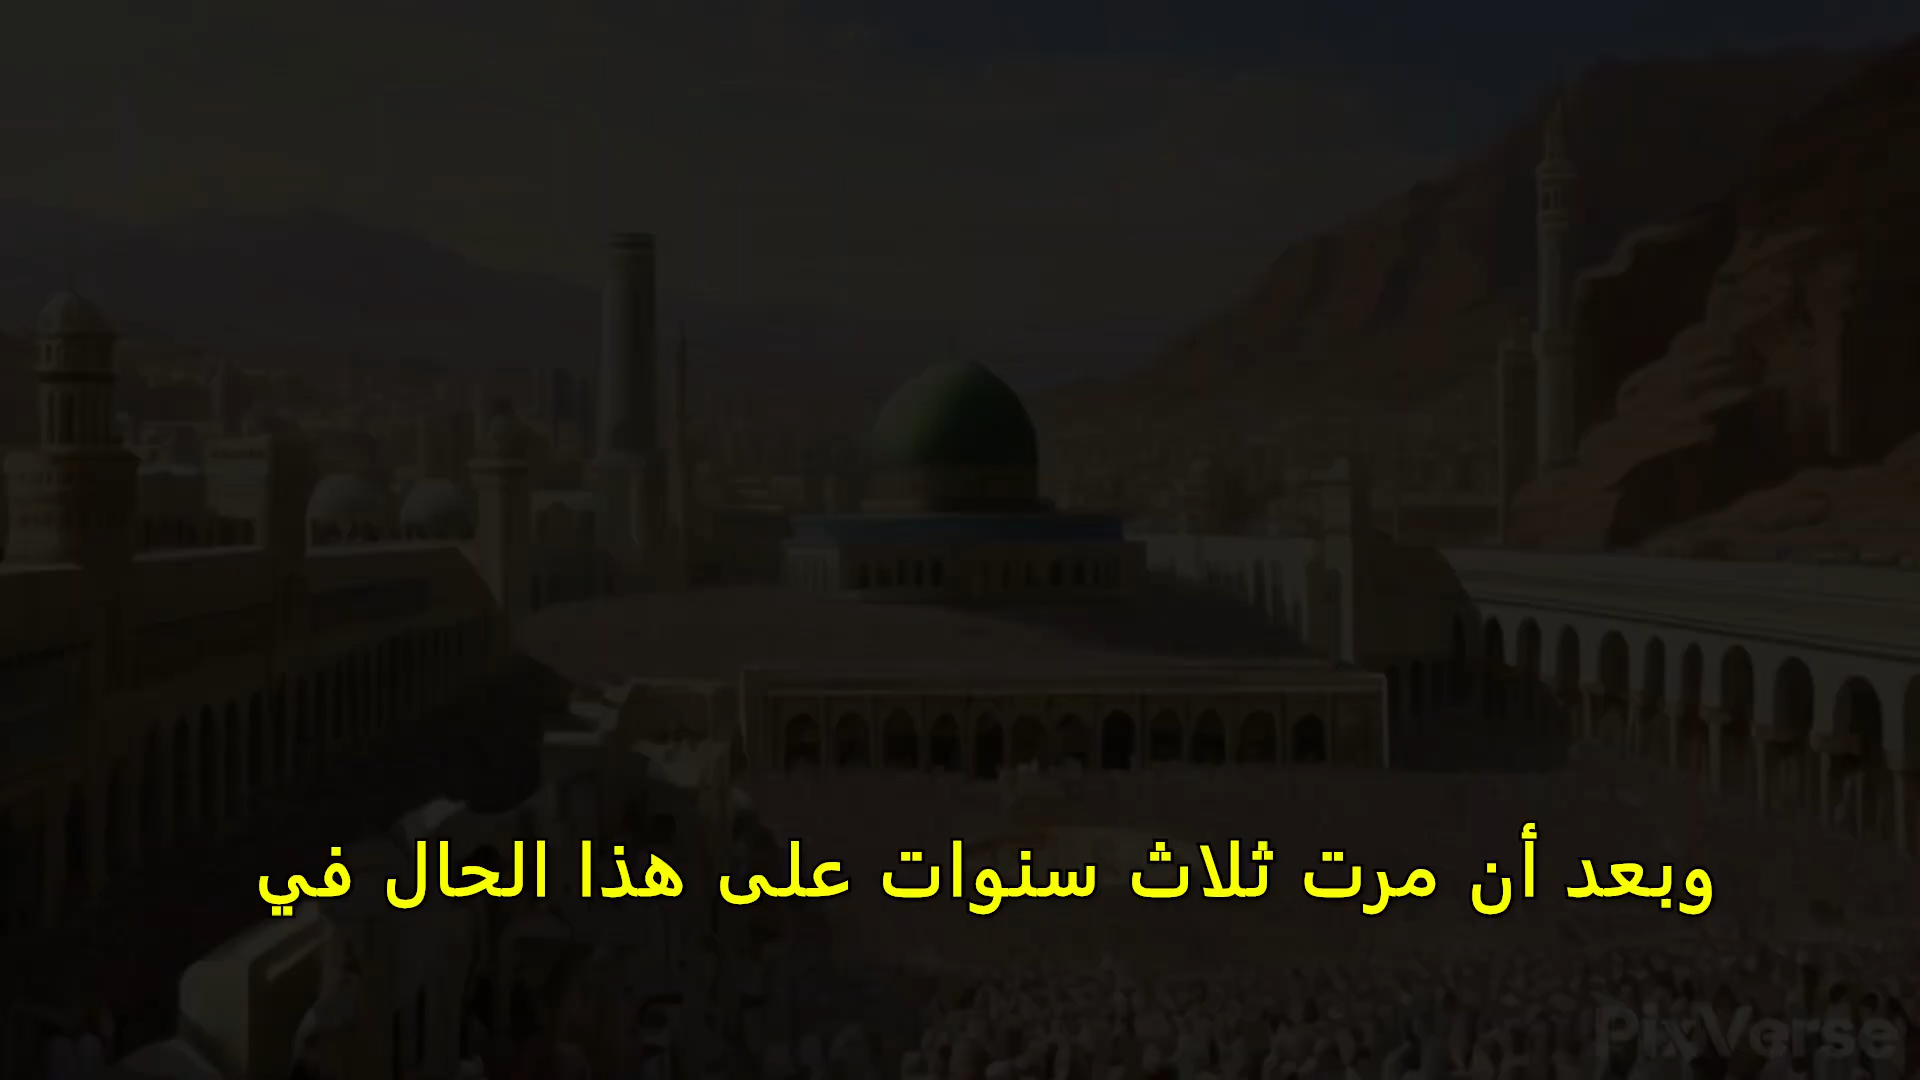 وبعد أن مرت ثلاث سنوات على هذا الحال في
PixVerse